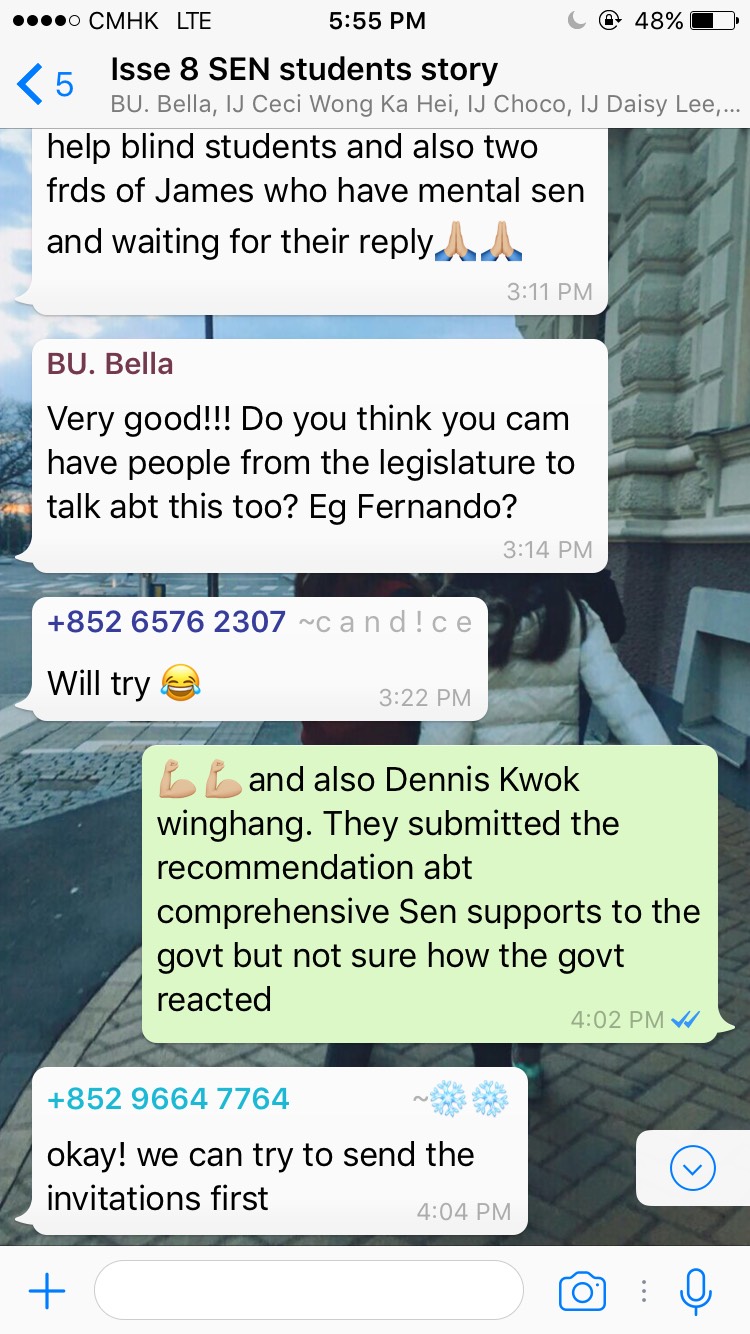 CMHK LTE 5:55 PM 48%
5 Isse 8 SEN students story
BU. Bella, IJ Ceci Wong Ka Hei, IJ Choco, IJ Daisy Lee,...
help blind students and also two
frds of James who have mental sen
and waiting for their reply🙏🏼🙏🏼
3:11 PM
BU. Bella
Very good!!! Do you think you cam
have people from the legislature to
talk abt this too? Eg Fernando?
3:14 PM
+852 6576 2307 ~c a n d ! c e
Will try 😂
3:22 PM
💪🏼💪🏼and also Dennis Kwok
winghang. They submitted the
recommendation abt
comprehensive Sen supports to the
govt but not sure how the govt
reacted
4:02 PM
+852 9664 7764 ~❄️❄️
okay! we can try to send the
invitations first
4:04 PM